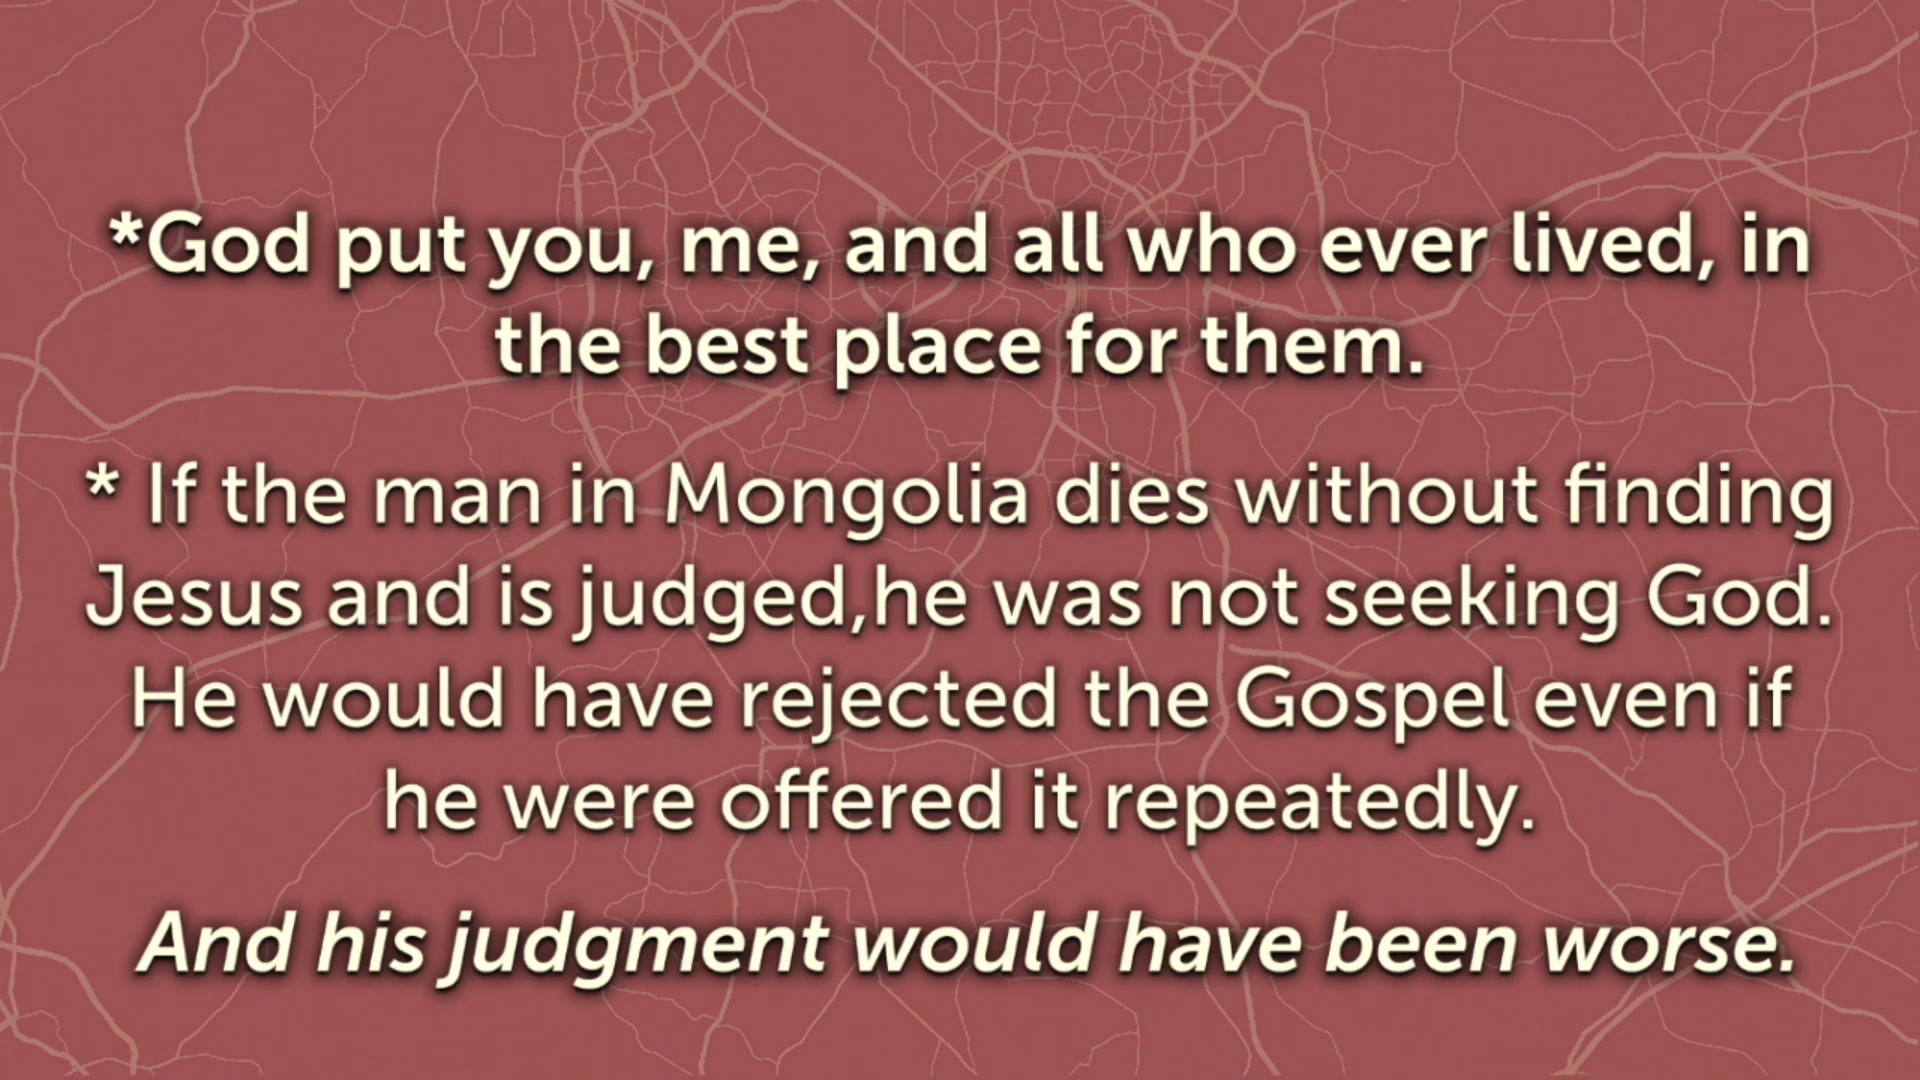 *God put you, me, and all who ever lived, in
the best place for them.
* If the man in Mongolia dies without finding
Jesus and is judged,he was not seeking God.
He would have rejected the Gospel even if
he were offered it repeatedly.
And his judgment would have been worse.